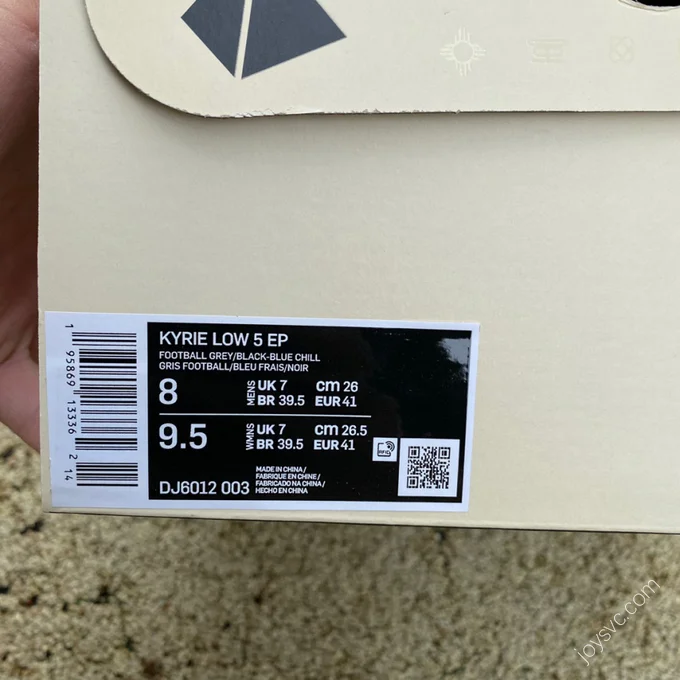 KYRIE LOW 5 EP
FOOTBALL GREY/BLACK-BLUE CHILL
GRIS FOOTBALL/BLEU FRAIS/NOIR
8 MENS UK 7 CM 26
BR 39.5 EUR 41
9.5 WMNS UK 7 CM 26.5
BR 39.5 EUR 41
RFID
DJ6012 003
MADE IN CHINA/
FABRIQUE EN CHINE/
FABRICADO NA CHINA/
HECHO EN CHINA
1 95869 13336 2 14
joysvc.com